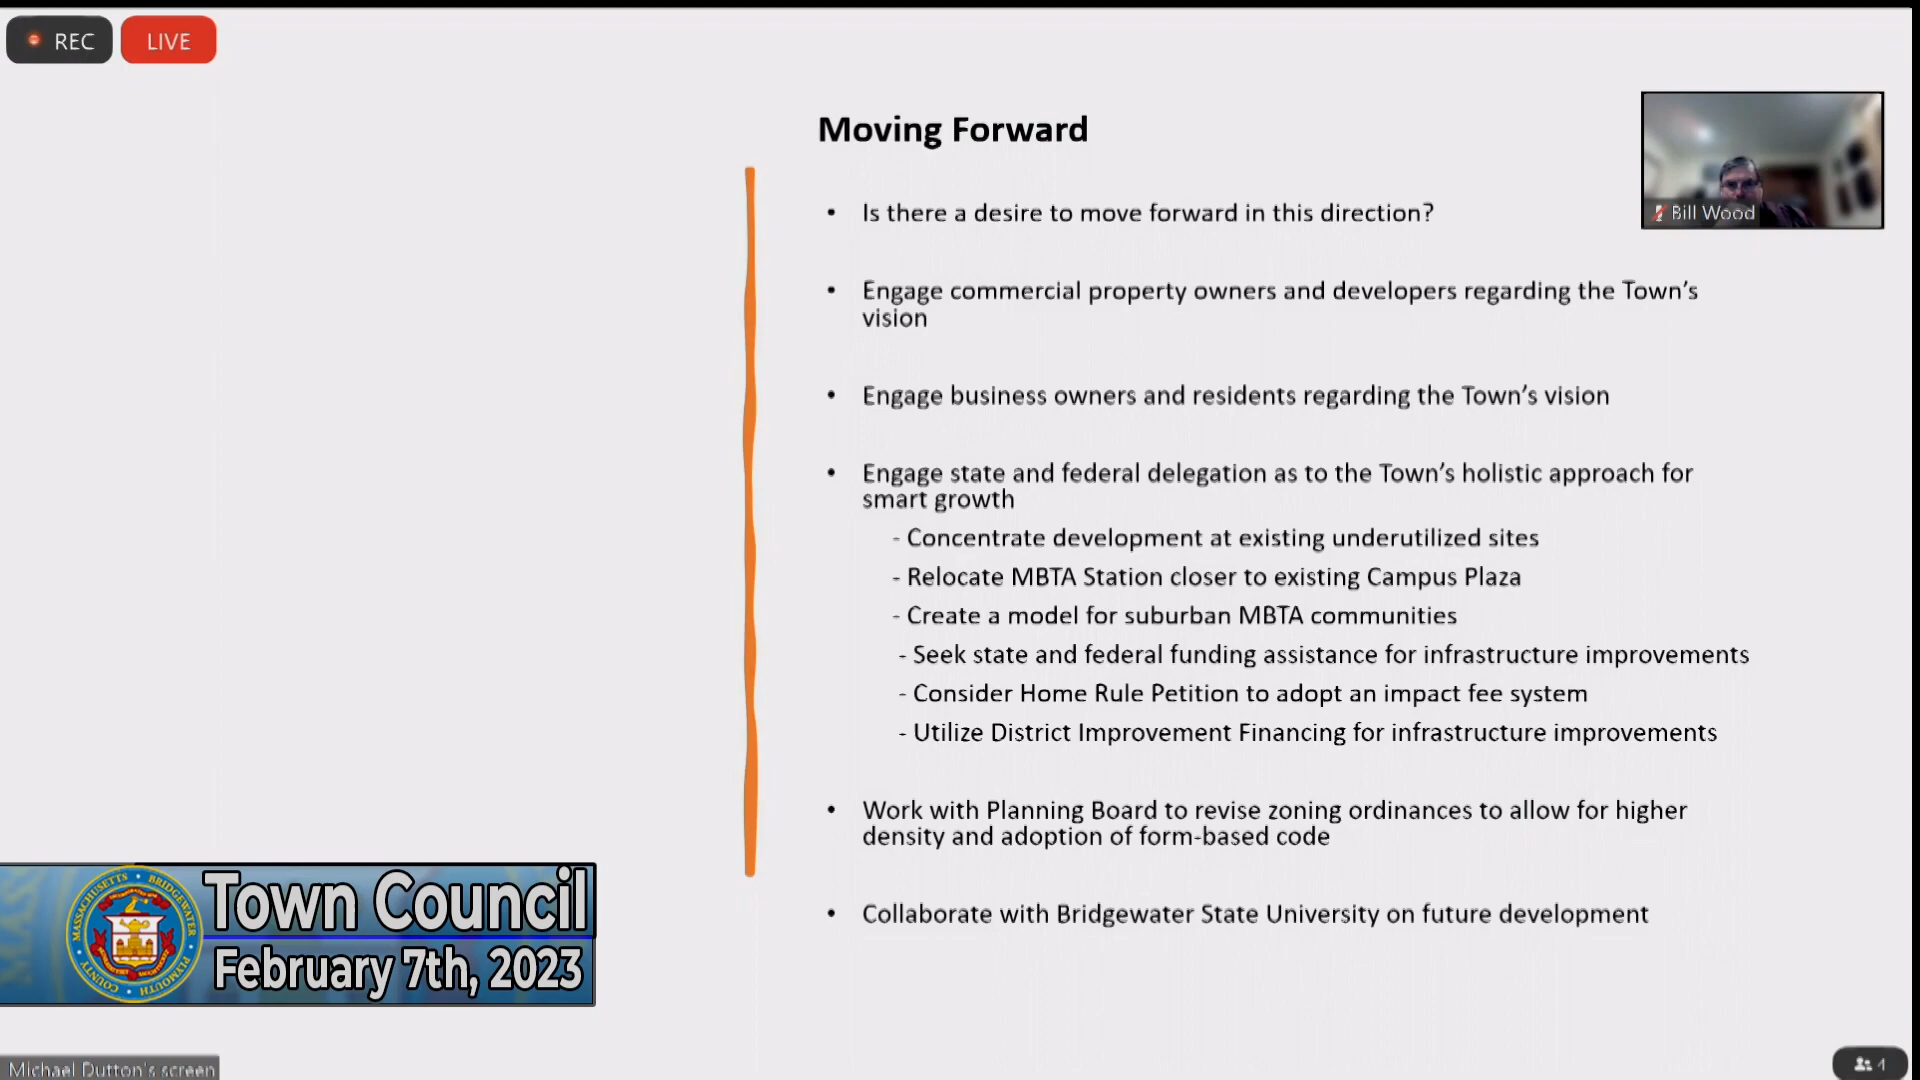 REC
LIVE
Moving Forward
Bill Wood
• Is there a desire to move forward in this direction?
• Engage commercial property owners and developers regarding the Town's
vision
• Engage business owners and residents regarding the Town's vision
• Engage state and federal delegation as to the Town's holistic approach for
smart growth
- Concentrate development at existing underutilized sites
- Relocate MBTA Station closer to existing Campus Plaza
- Create a model for suburban MBTA communities
- Seek state and federal funding assistance for infrastructure improvements
- Consider Home Rule Petition to adopt an impact fee system
- Utilize District Improvement Financing for infrastructure improvements
• Work with Planning Board to revise zoning ordinances to allow for higher
density and adoption of form-based code
• Collaborate with Bridgewater State University on future development
MASSACHUSETTS • BRIDGEWATER • PLYMOUTH • COUNTY
Town Council
February 7th, 2023
Michael Dutton's screen
4